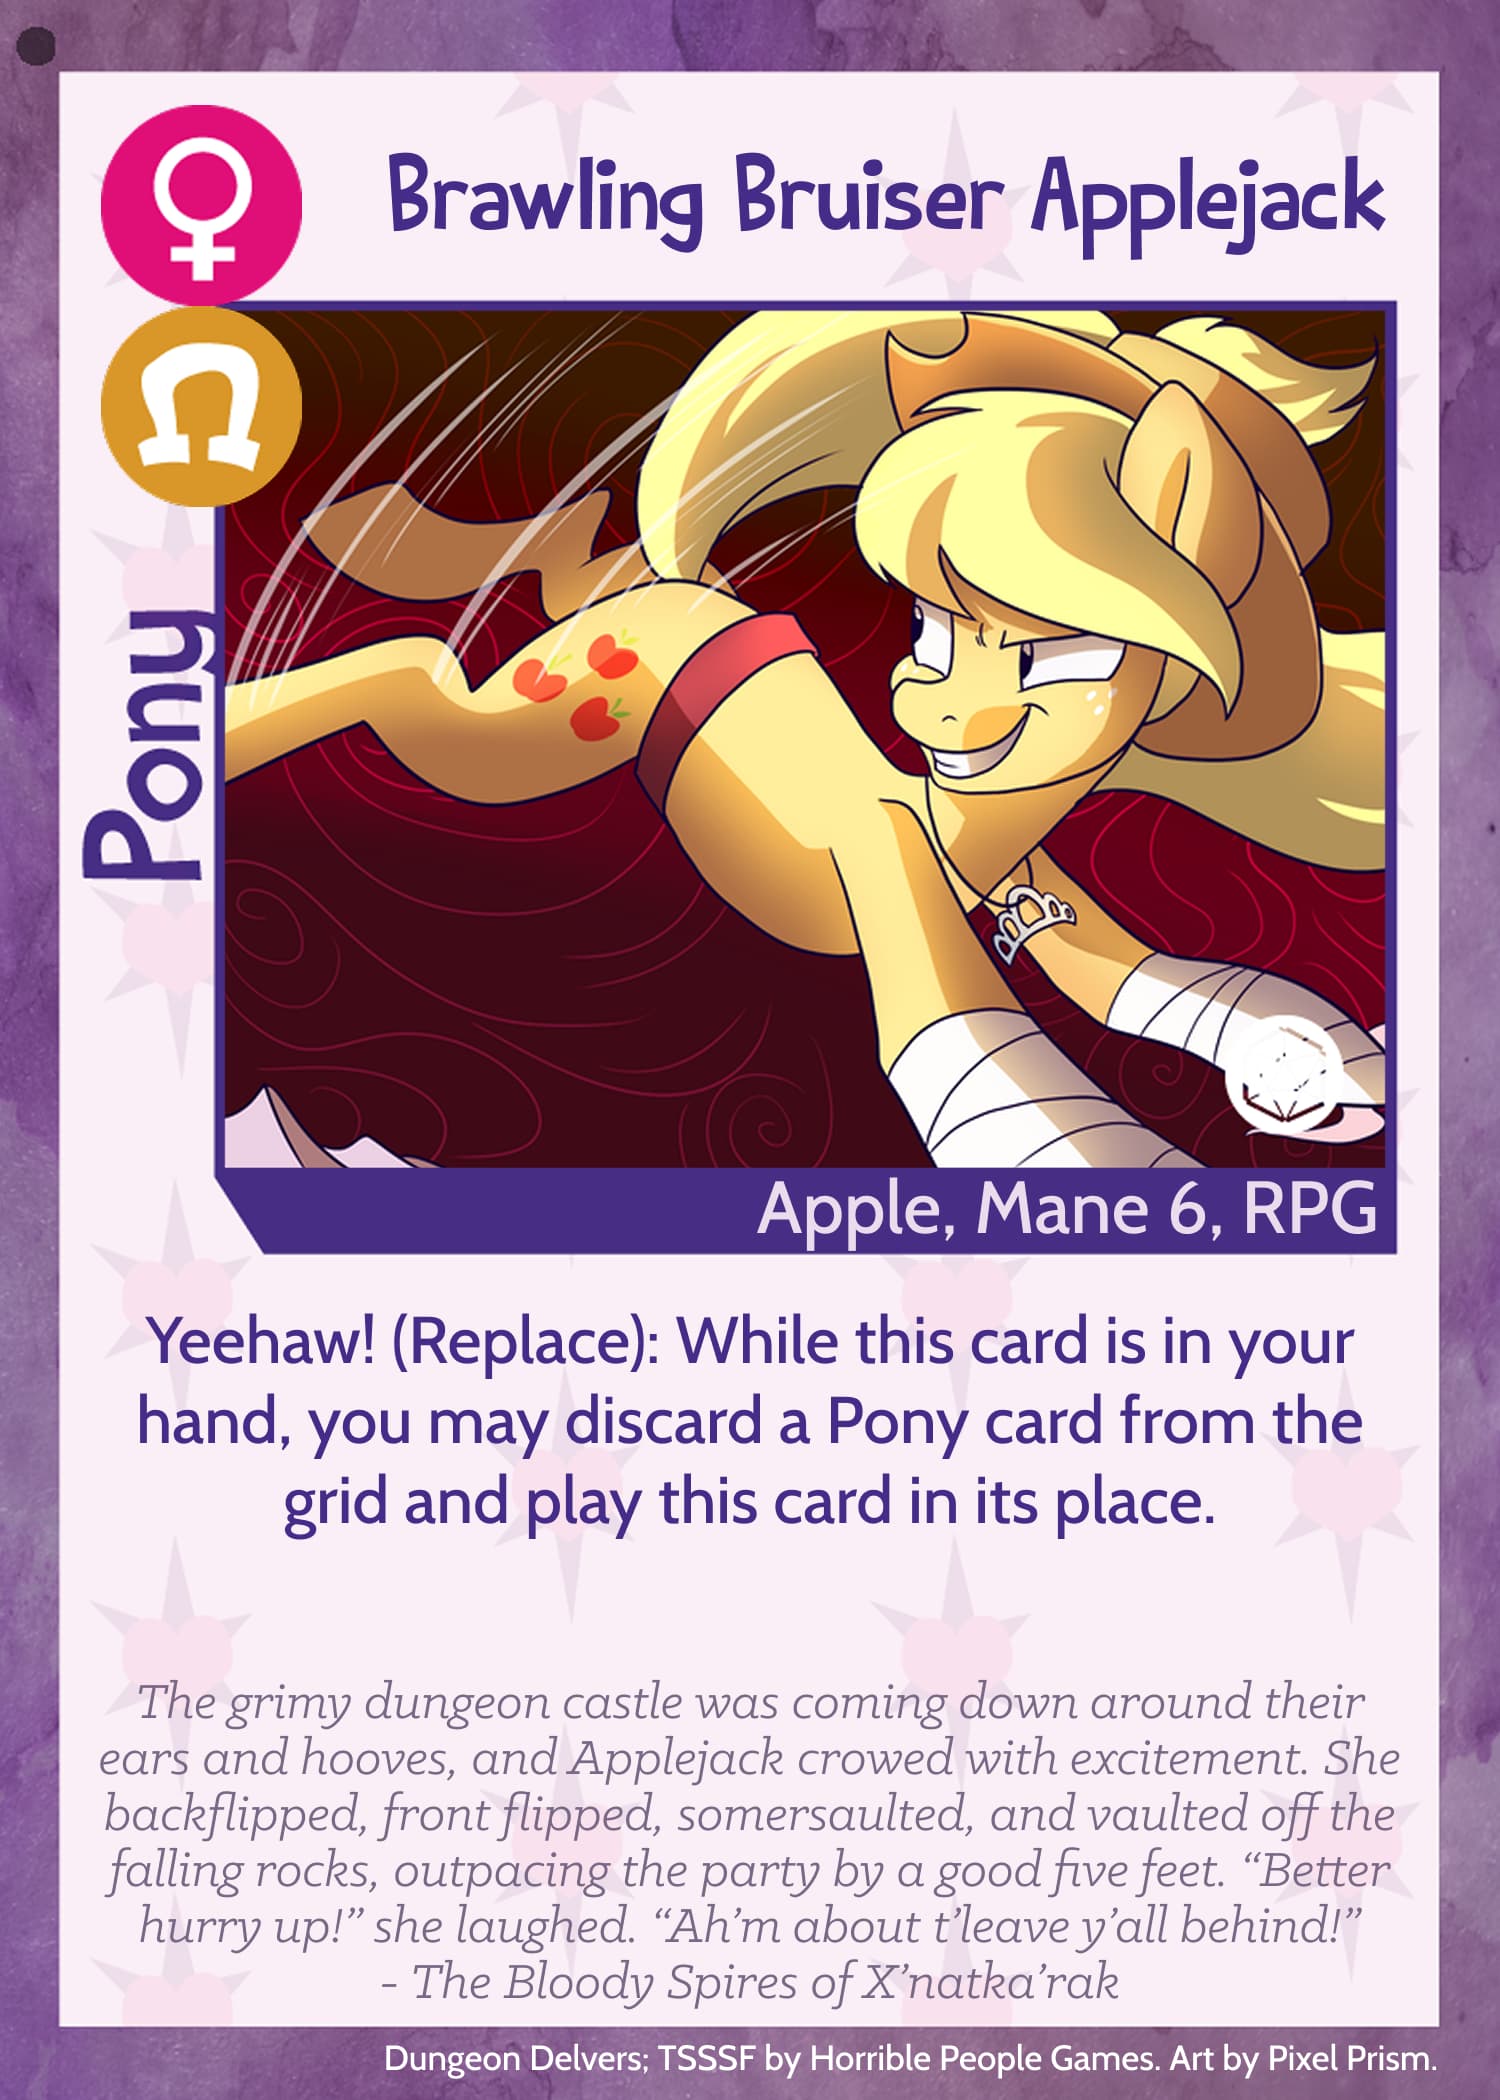 Brawling Bruiser Applejack
Pony
Apple, Mane 6, RPG
Yeehaw! (Replace): While this card is in your
hand, you may discard a Pony card from the
grid and play this card in its place.
The grimy dungeon castle was coming down around their
ears and hooves, and Applejack crowed with excitement. She
backflipped, front flipped, somersaulted, and vaulted off the
falling rocks, outpacing the party by a good five feet. “Better
hurry up!” she laughed. “Ah’m about t’leave y’all behind!”
- The Bloody Spires of X’natka’rak
Dungeon Delvers; TSSSF by Horrible People Games. Art by Pixel Prism.